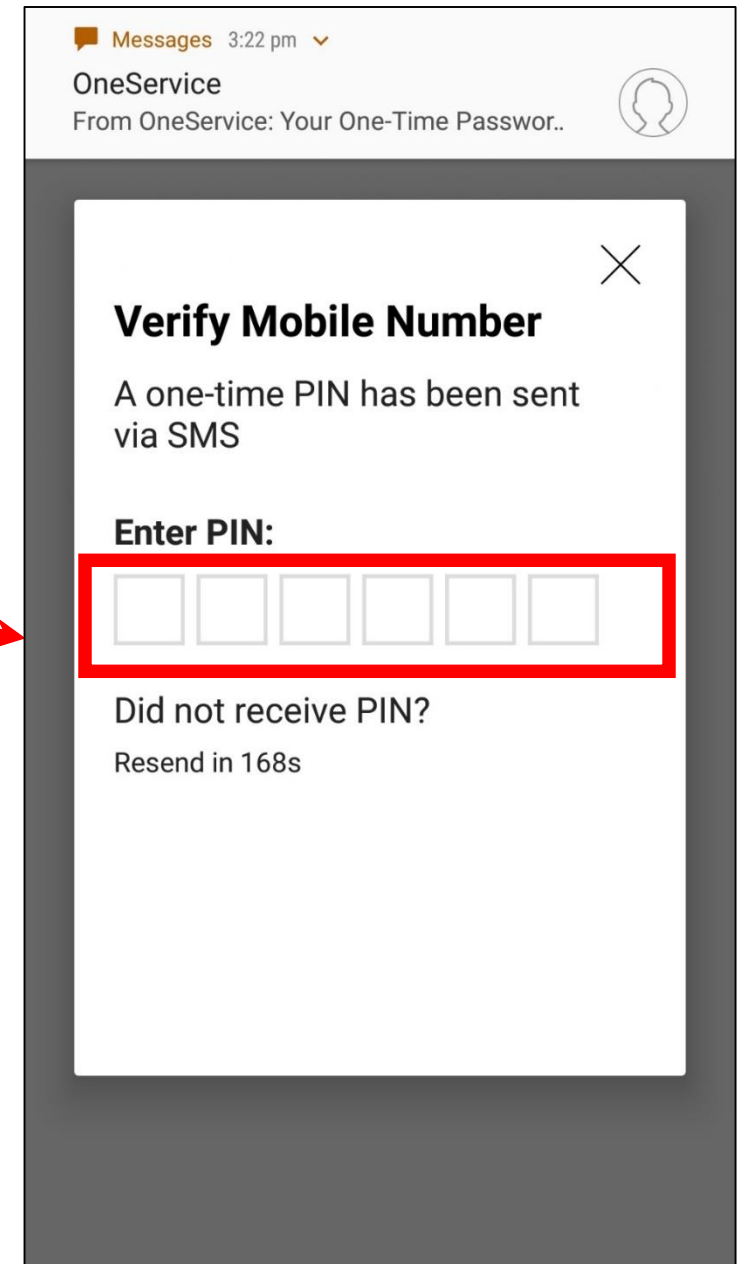 Messages 3:22 pm
OneService
From OneService: Your One-Time Passwor..
Verify Mobile Number
A one-time PIN has been sent
via SMS
Enter PIN:
Did not receive PIN?
Resend in 168s